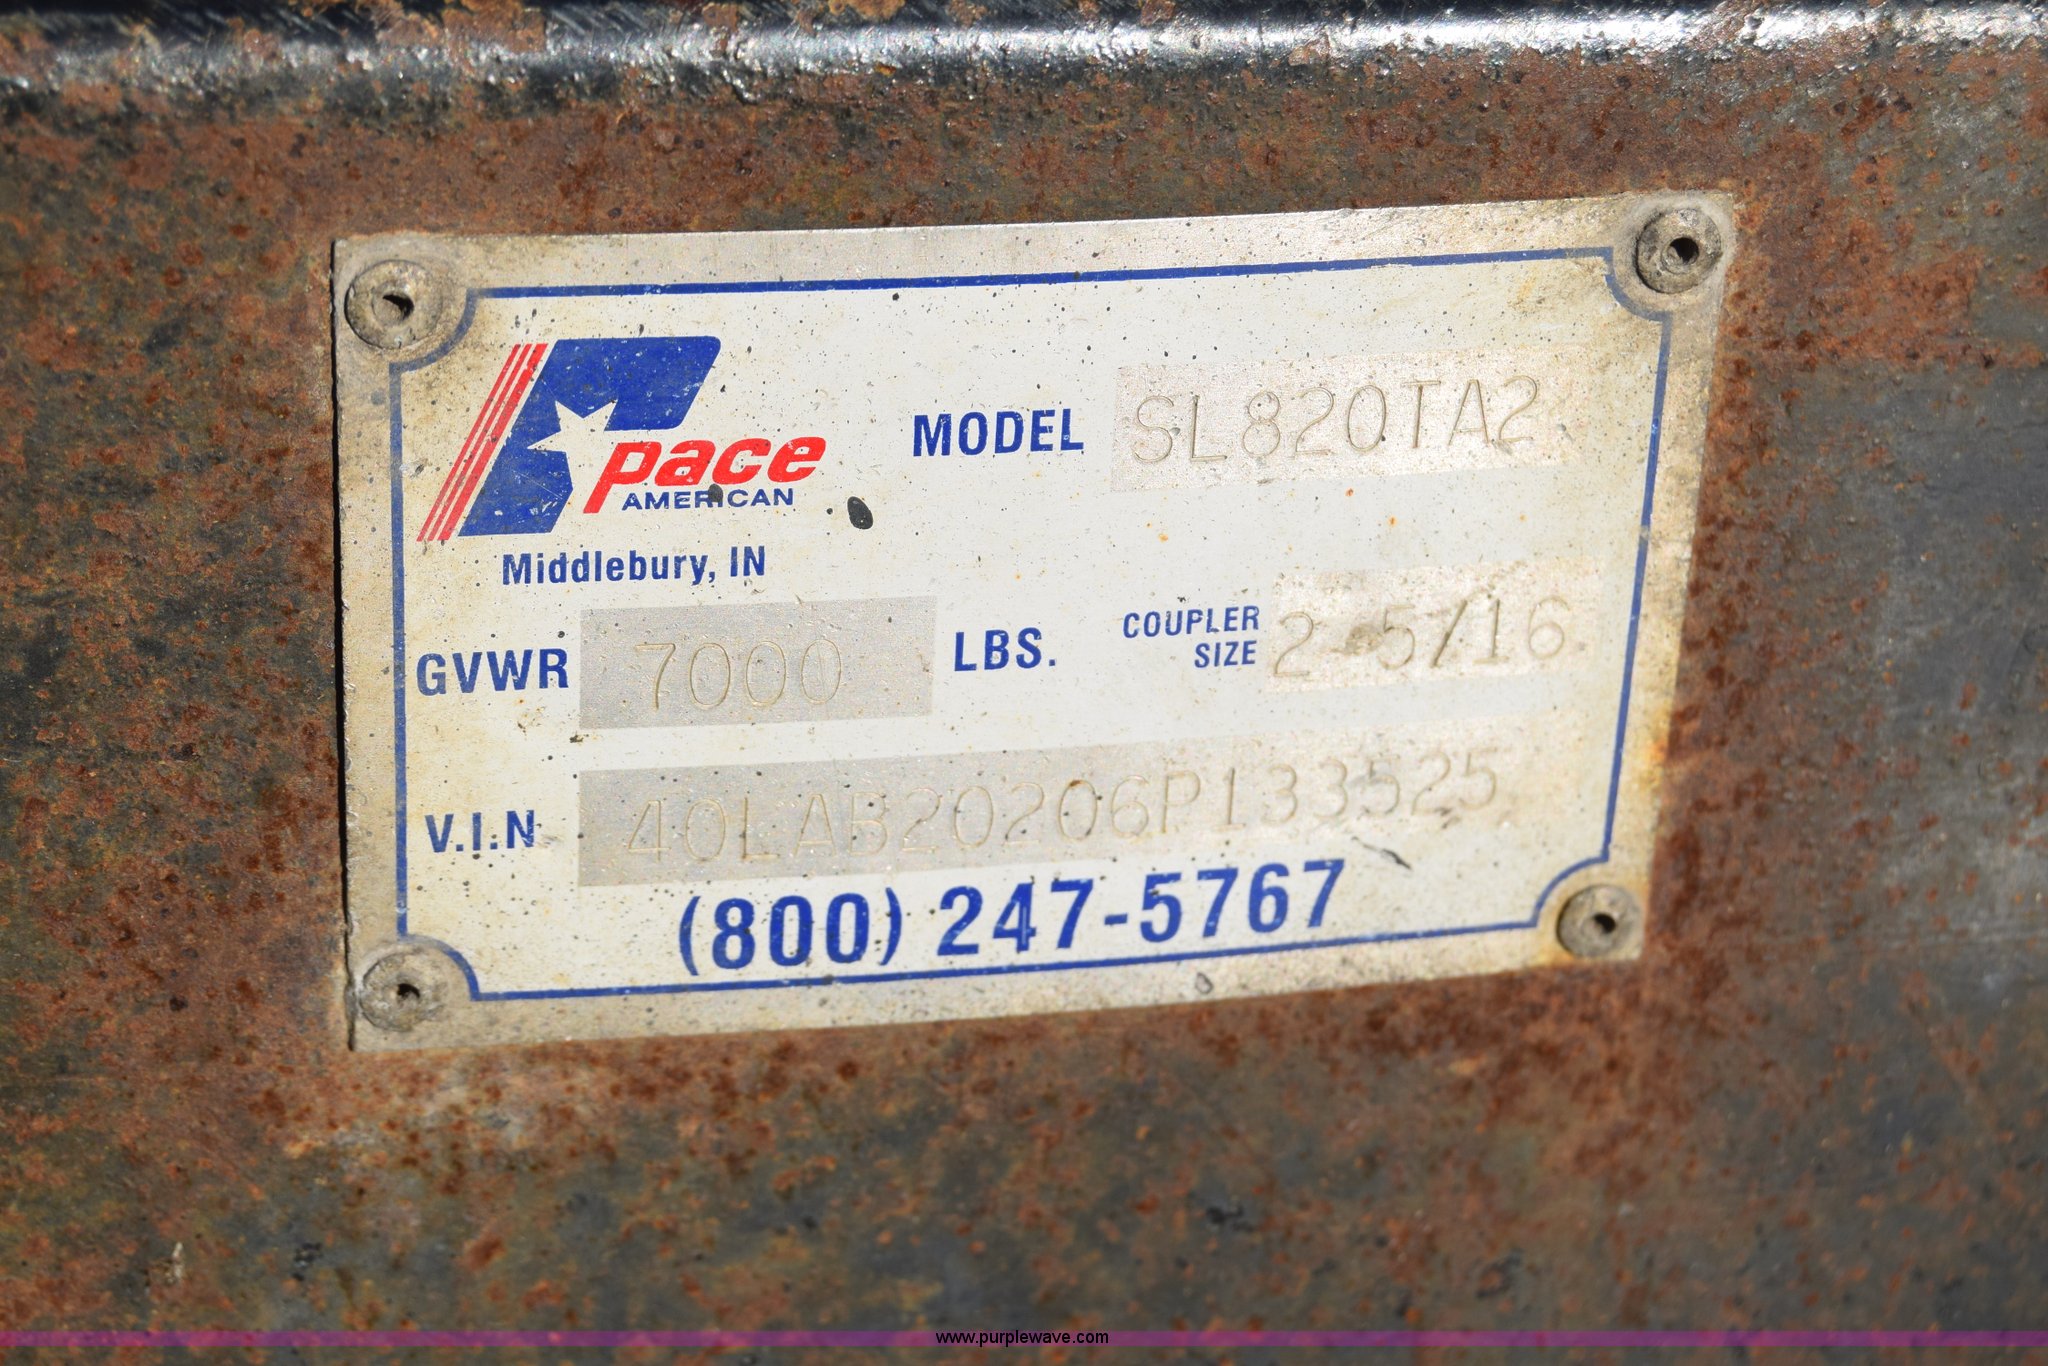 pace
AMERICAN
Middlebury, IN
MODEL SL820TA2
GVWR 7000 LBS.
COUPLER SIZE 2-5/16
V.I.N 40LAB20206P133525
(800) 247-5767
www.purplewave.com